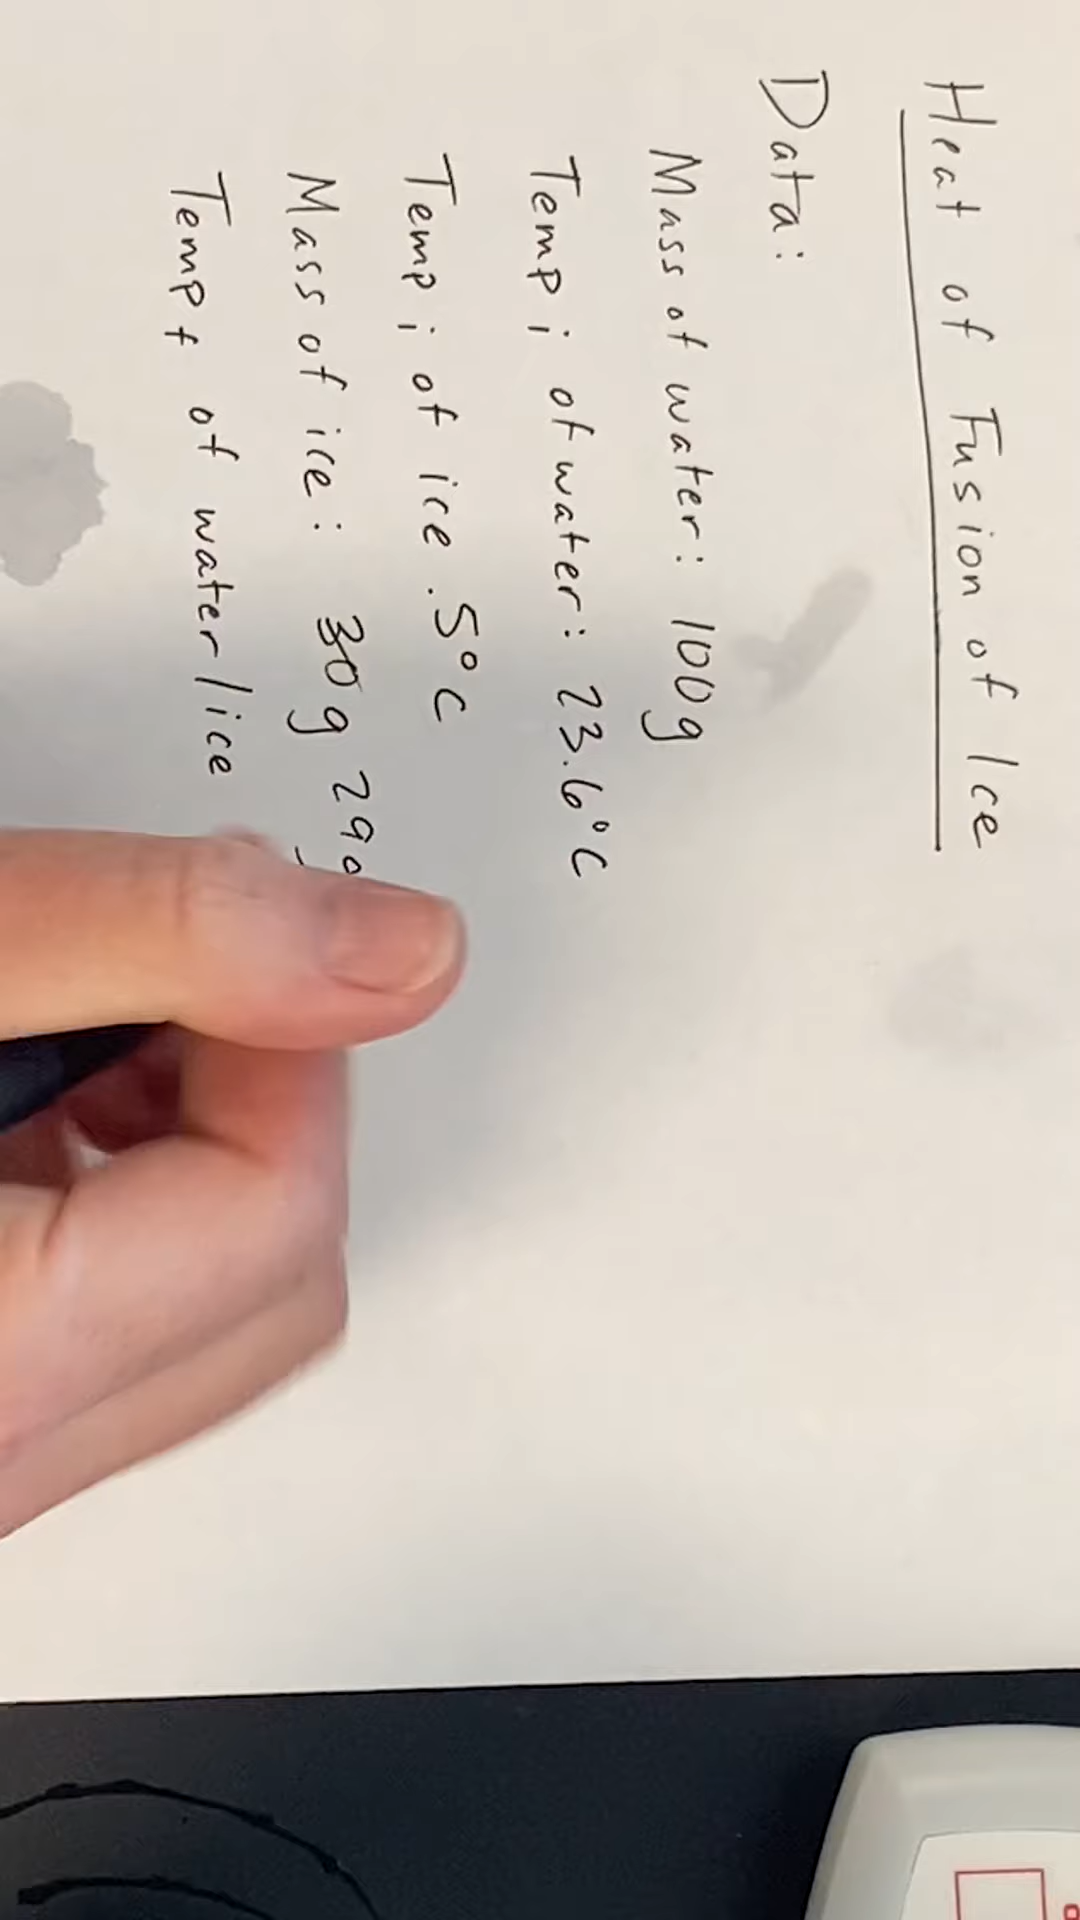 Heat of Fusion of Ice
Data:
Mass of water: 100g
Temp i of water: 23.6°C
Temp i of ice .5°C
Mass of ice: 30g 29g
Temp f of water/ice